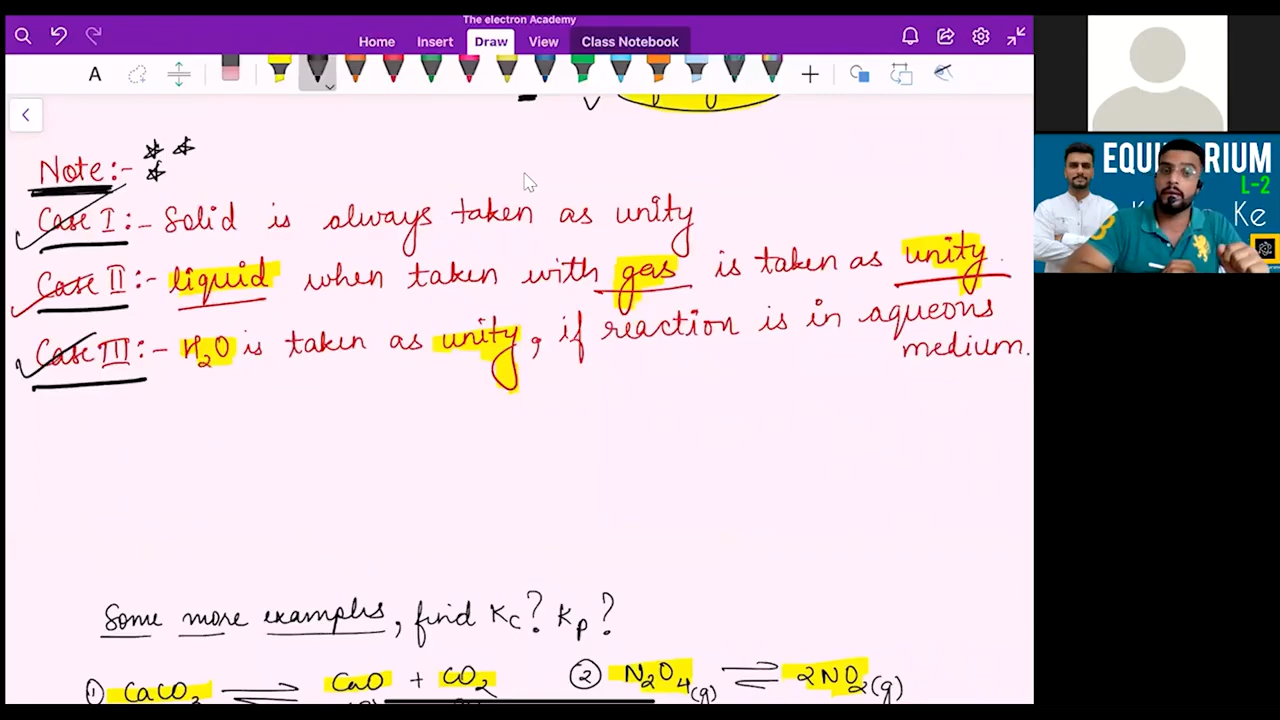 The electron Academy
Home Insert Draw View Class Notebook
A
EQUILIBRIUM
L-2
Note:-
Case I:- Solid is always taken as unity
Case II:- liquid when taken with gas is taken as unity.
Case III:- H₂O is taken as unity, if reaction is in aqueous
medium.
Kc
Some more examples, find Kc? Kp?
① CaCO₃ ⇌ CaO + CO₂
② N₂O₄(g) ⇌ 2NO₂(g)